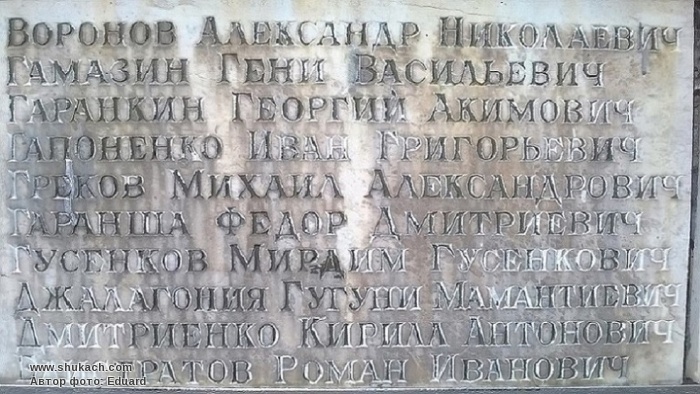 Воронов Александр Николаевич
Гамазин Гени Васильевич
Гаранкин Георгий Акимович
Гапоненко Иван Григорьевич
Греков Михаил Александрович
Гаранша Федор Дмитриевич
Гусенков Мирдим Гусенкович
Джалагония Гугуни Мамантиевич
Дмитриенко Кирила Антонович
Роман Иванович
www.shukach.com
Автор фото: Eduard